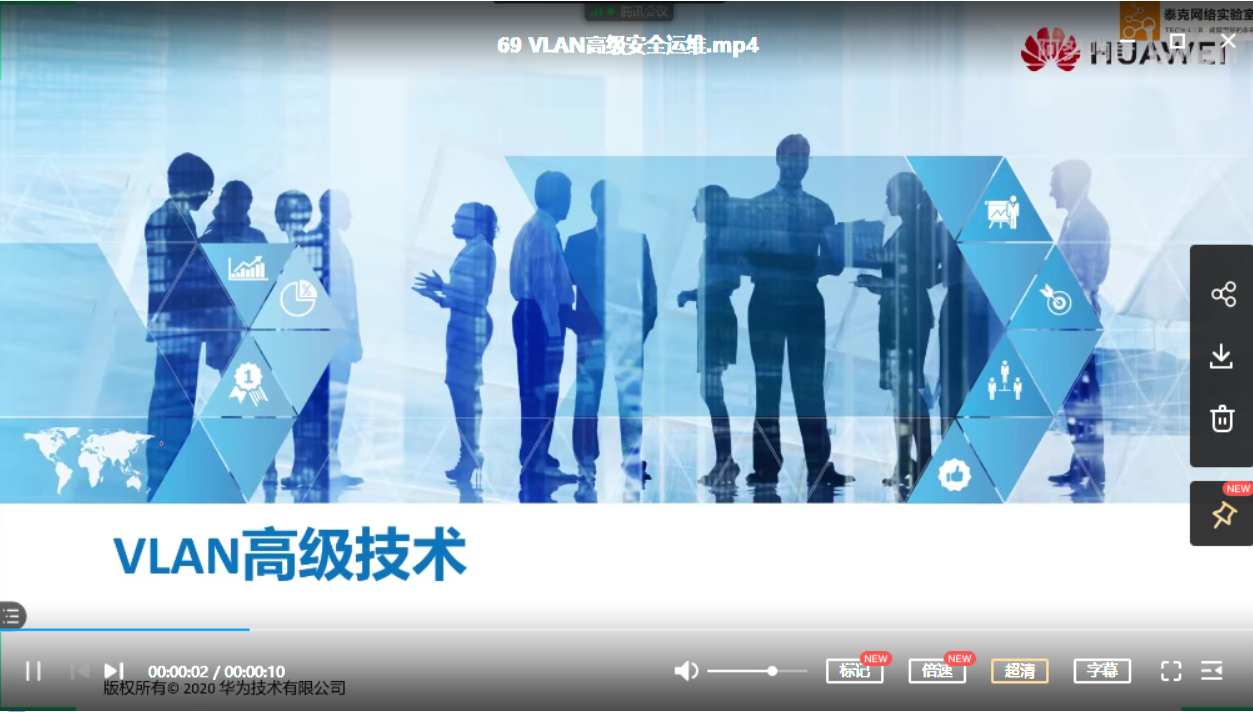 腾讯会议
泰克网络实验室
69 VLAN高级安全运维.mp4
HUAWEI
1
NEW
VLAN高级技术
00:00:02 / 00:00:10
标记
NEW
倍速
NEW
超清
字幕
版权所有© 2020 华为技术有限公司